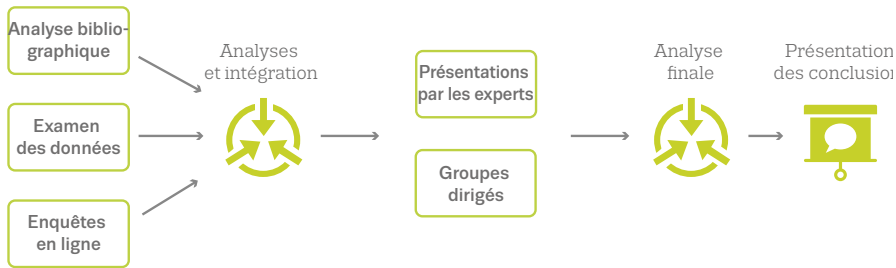 Analyse biblio-
graphique
Examen
des données
Enquêtes
en ligne
Analyses
et intégration
Présentations
par les experts
Groupes
dirigés
Analyse
finale
Présentation
des conclusion